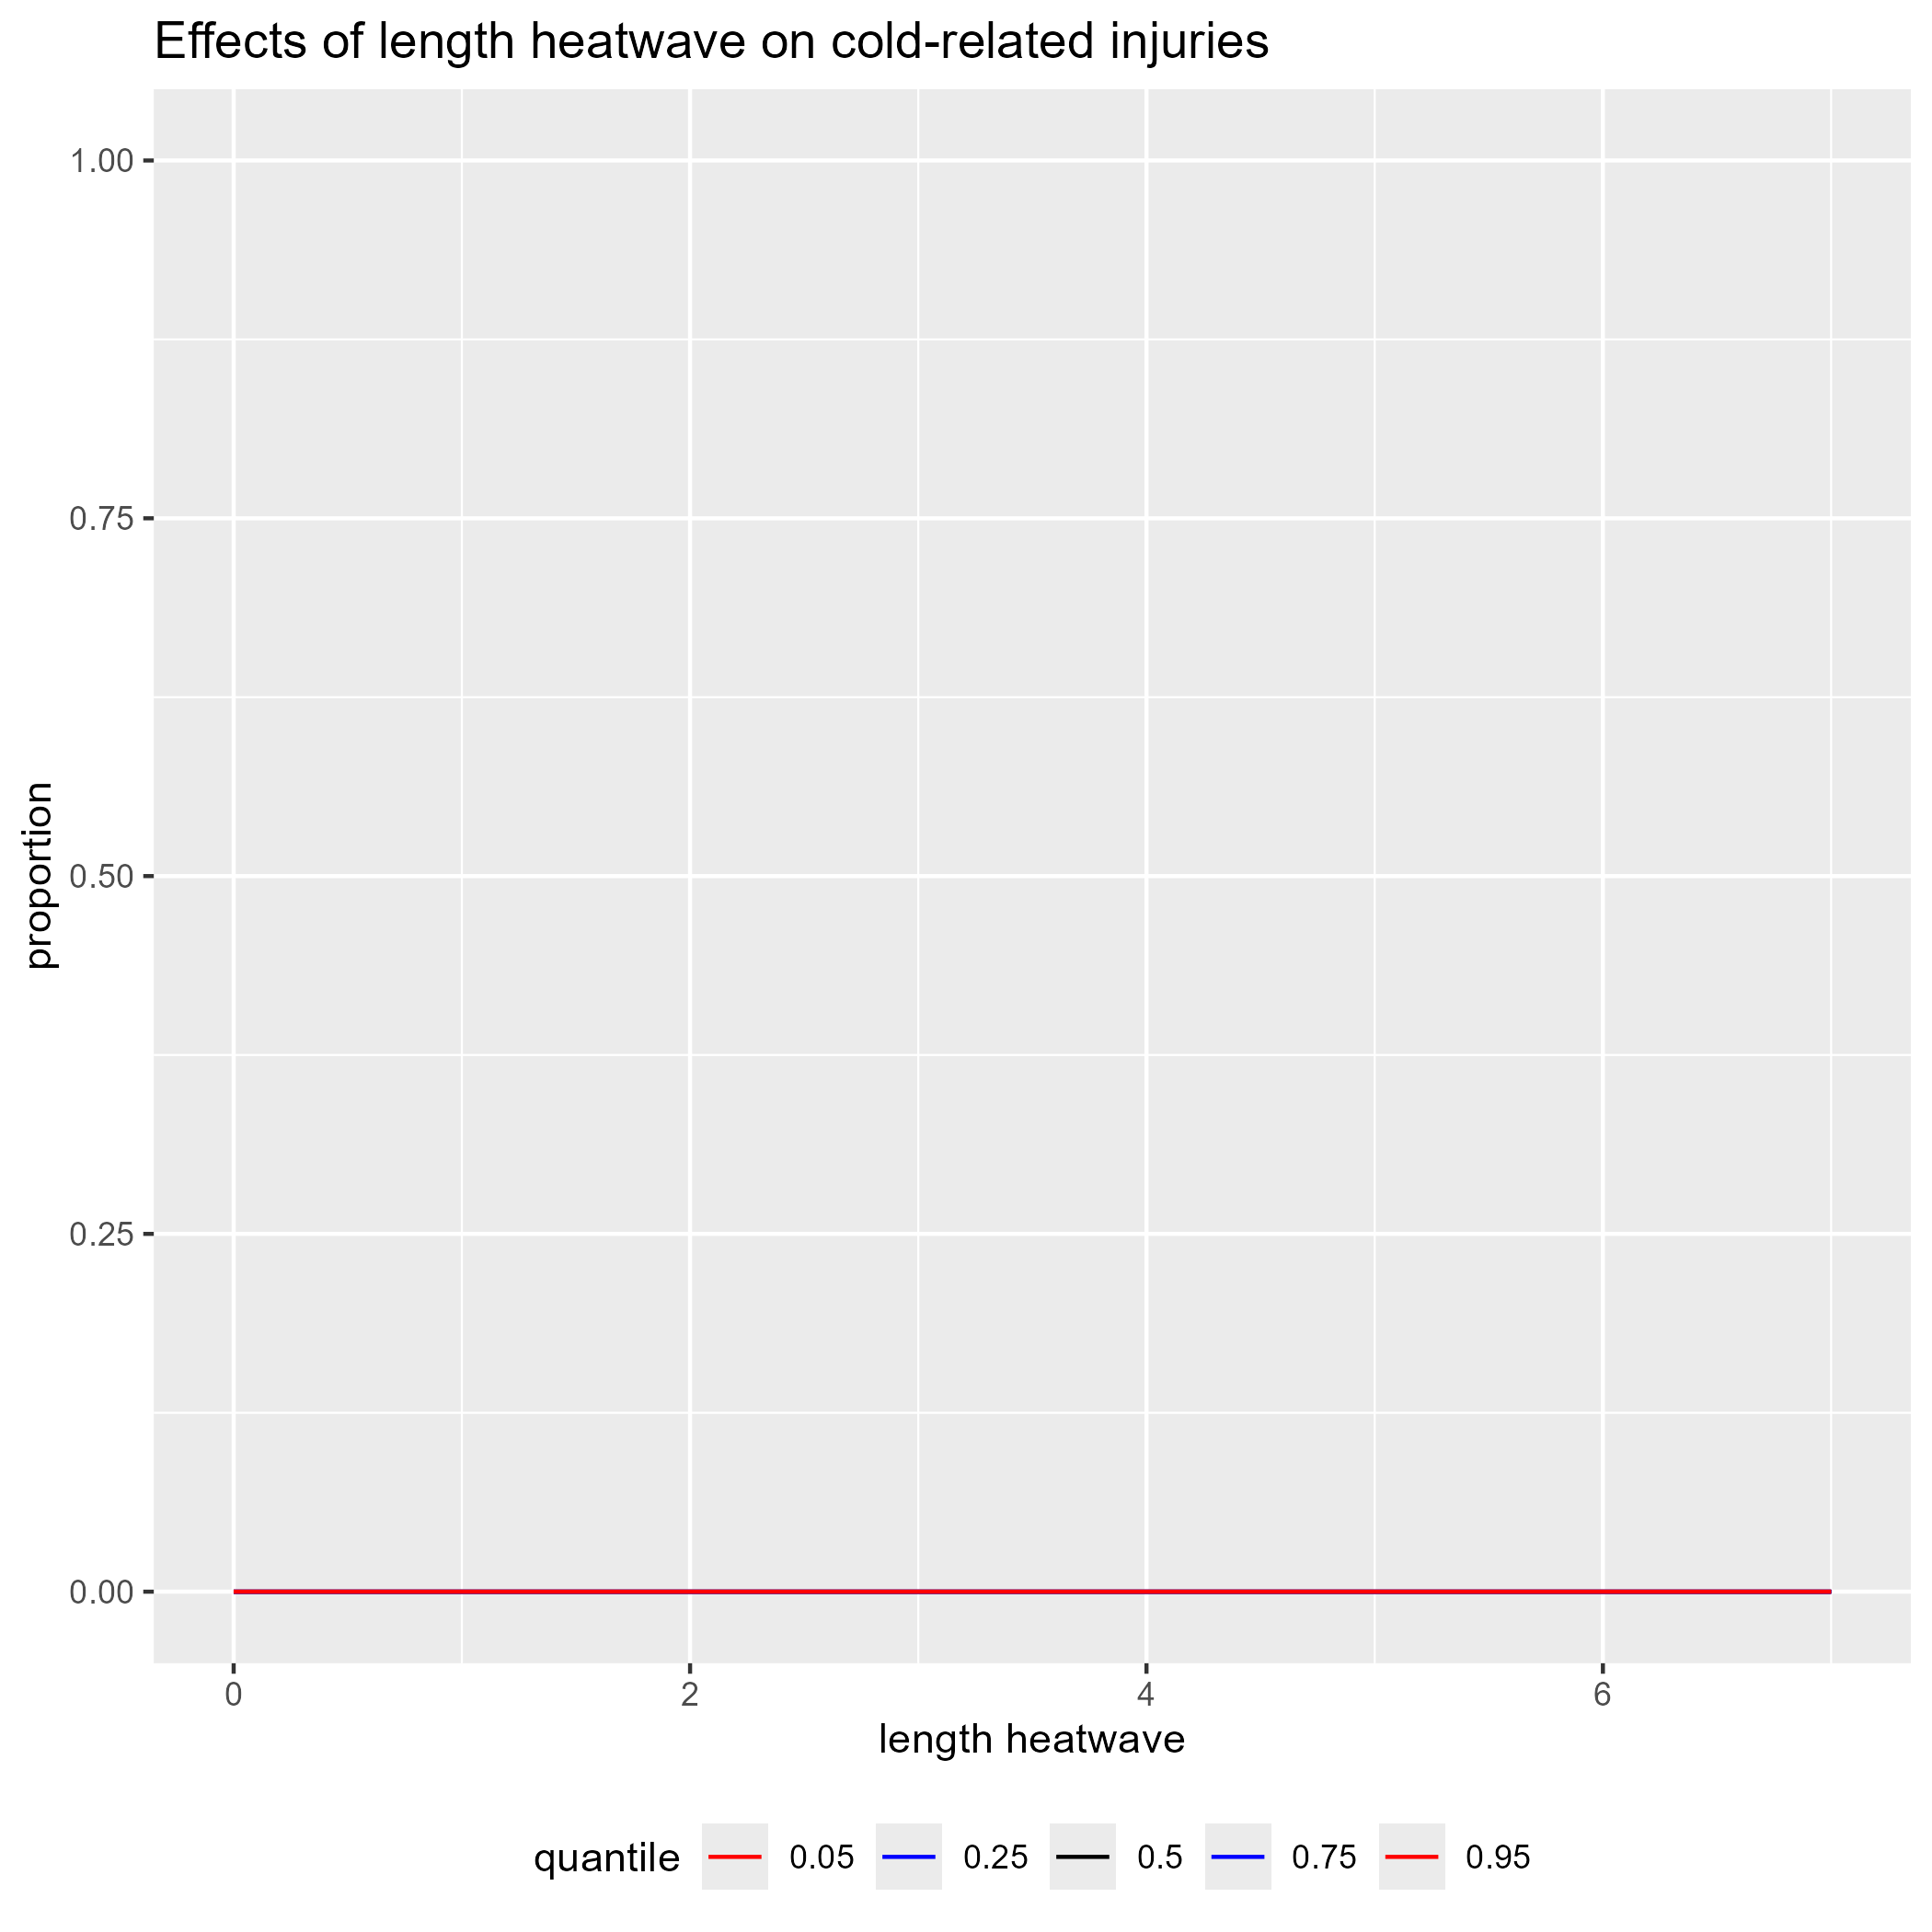 Effects of length heatwave on cold-related injuries
1.00
0.75
0.50
0.25
0.00
proportion
0 2 4 6
length heatwave
quantile 0.05 0.25 0.5 0.75 0.95